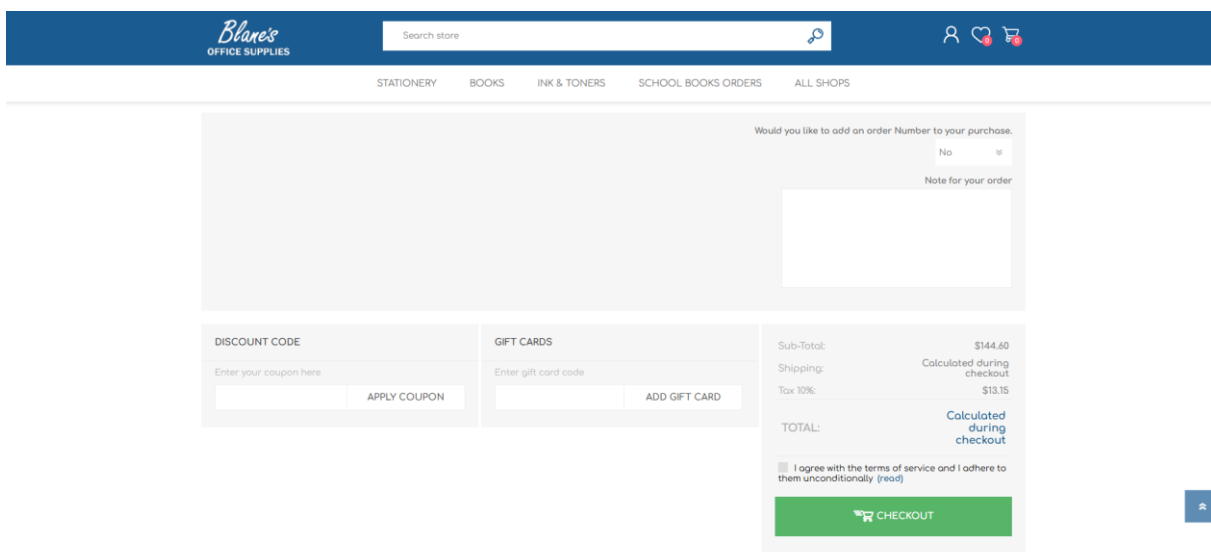 Blane's
OFFICE SUPPLIES
Search store
0
0
STATIONERY BOOKS INK & TONERS SCHOOL BOOKS ORDERS ALL SHOPS
Would you like to add an order Number to your purchase.
No
Note for your order
DISCOUNT CODE
Enter your coupon here
APPLY COUPON
GIFT CARDS
Enter gift card code
ADD GIFT CARD
Sub-Total: $144.60
Shipping: Calculated during
checkout
Tax 10%: $13.15
TOTAL: Calculated
during
checkout
I agree with the terms of service and I adhere to
them unconditionally (read)
CHECKOUT